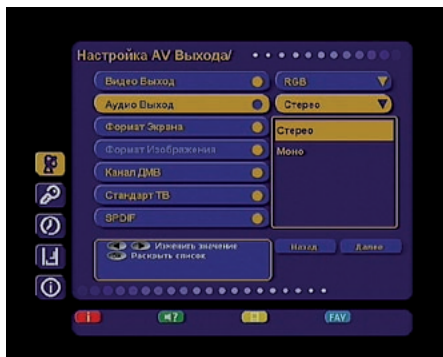 Настройка AV Выхода/
Видео Выход RGB
Аудио Выход Стерео
Формат Экрана Стерео
Формат Изображения Моно
Канал ДМВ
Стандарт ТВ
SPDIF
Изменить значение
Раскрыть список
Назад Далее
i ? FAV